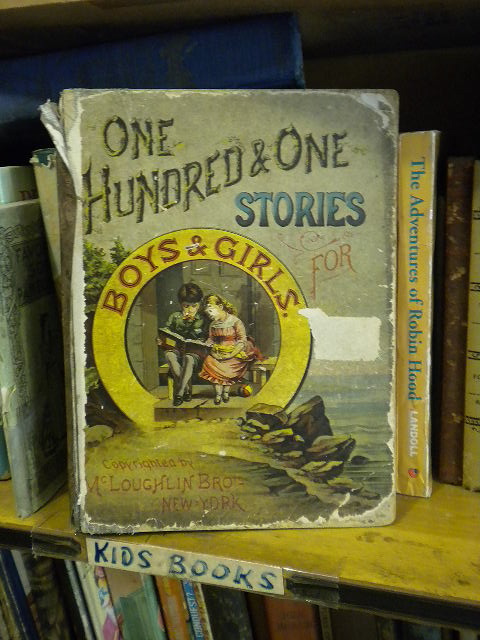 ONE
HUNDRED & ONE
STORIES
FOR
BOYS & GIRLS.
Copyrighted by
McLOUGHLIN BROS
NEW-YORK
The Adventures of Robin Hood
LANDOLL
KIDS BOOKS